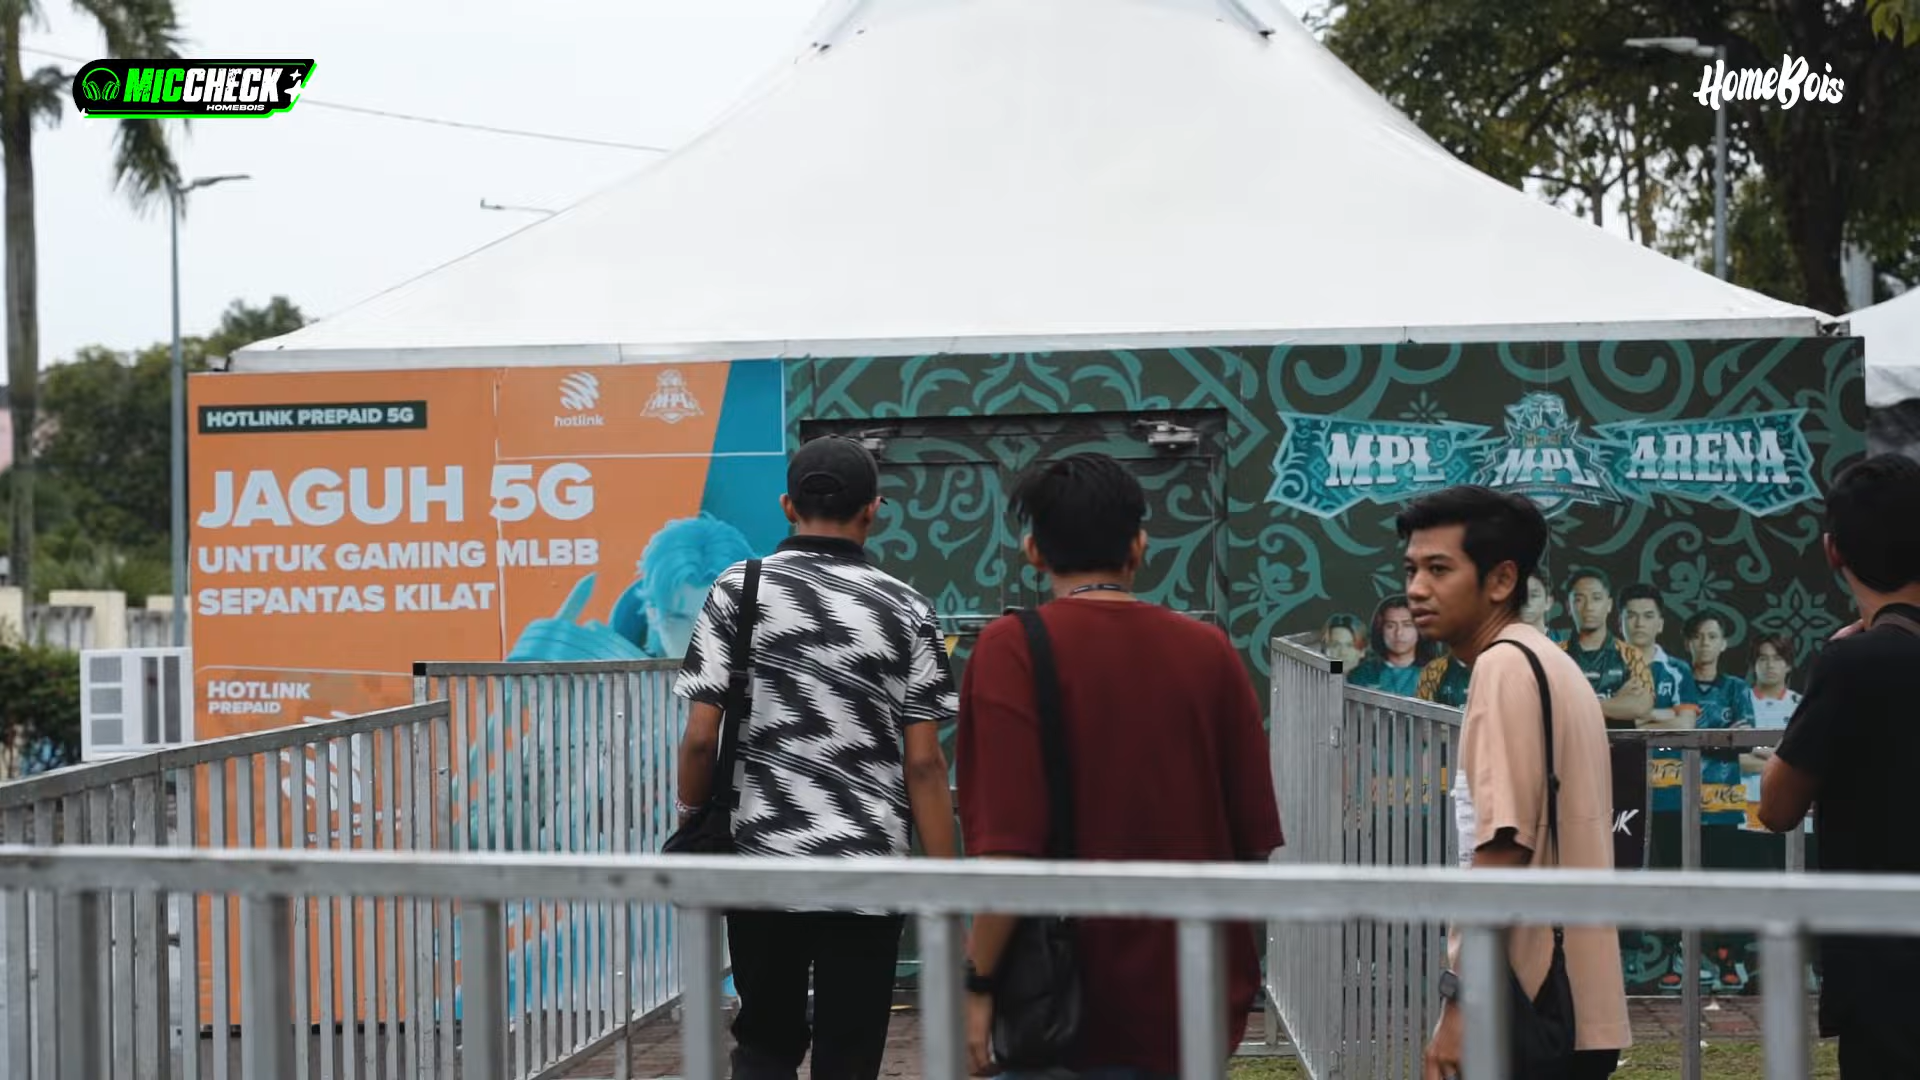 MICCHECK
HOMEBOIS
HomeBois
HOTLINK PREPAID 5G
hotlink
MPL
JAGUH 5G
UNTUK GAMING MLBB
SEPANTAS KILAT
HOTLINK
PREPAID
MPL MPL ARENA